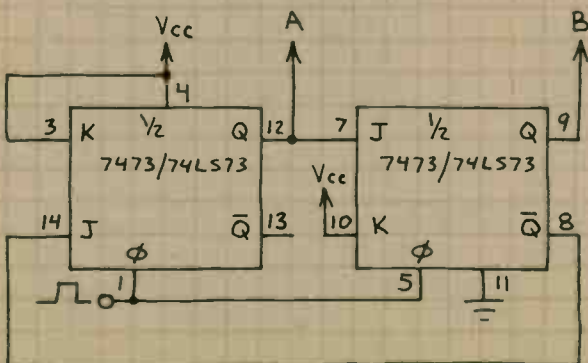 Vcc A B
4
3 K ½ Q 12 7 J ½ Q 9
7473/74LS73 7473/74LS73
Vcc
14 J Q̅ 13 10 K Q̅ 8
Φ Φ
1 5 11